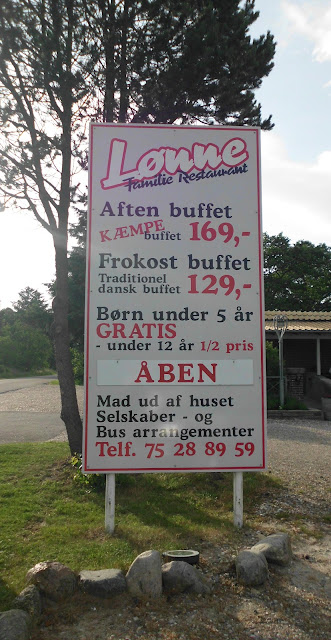 Lønne
Familie Restaurant
Aften buffet
KÆMPE buffet 169,-
Frokost buffet
Traditionel
dansk buffet 129,-
Børn under 5 år
GRATIS
- under 12 år 1/2 pris
ÅBEN
Mad ud af huset
Selskaber - og
Bus arrangementer
Telf. 75 28 89 59